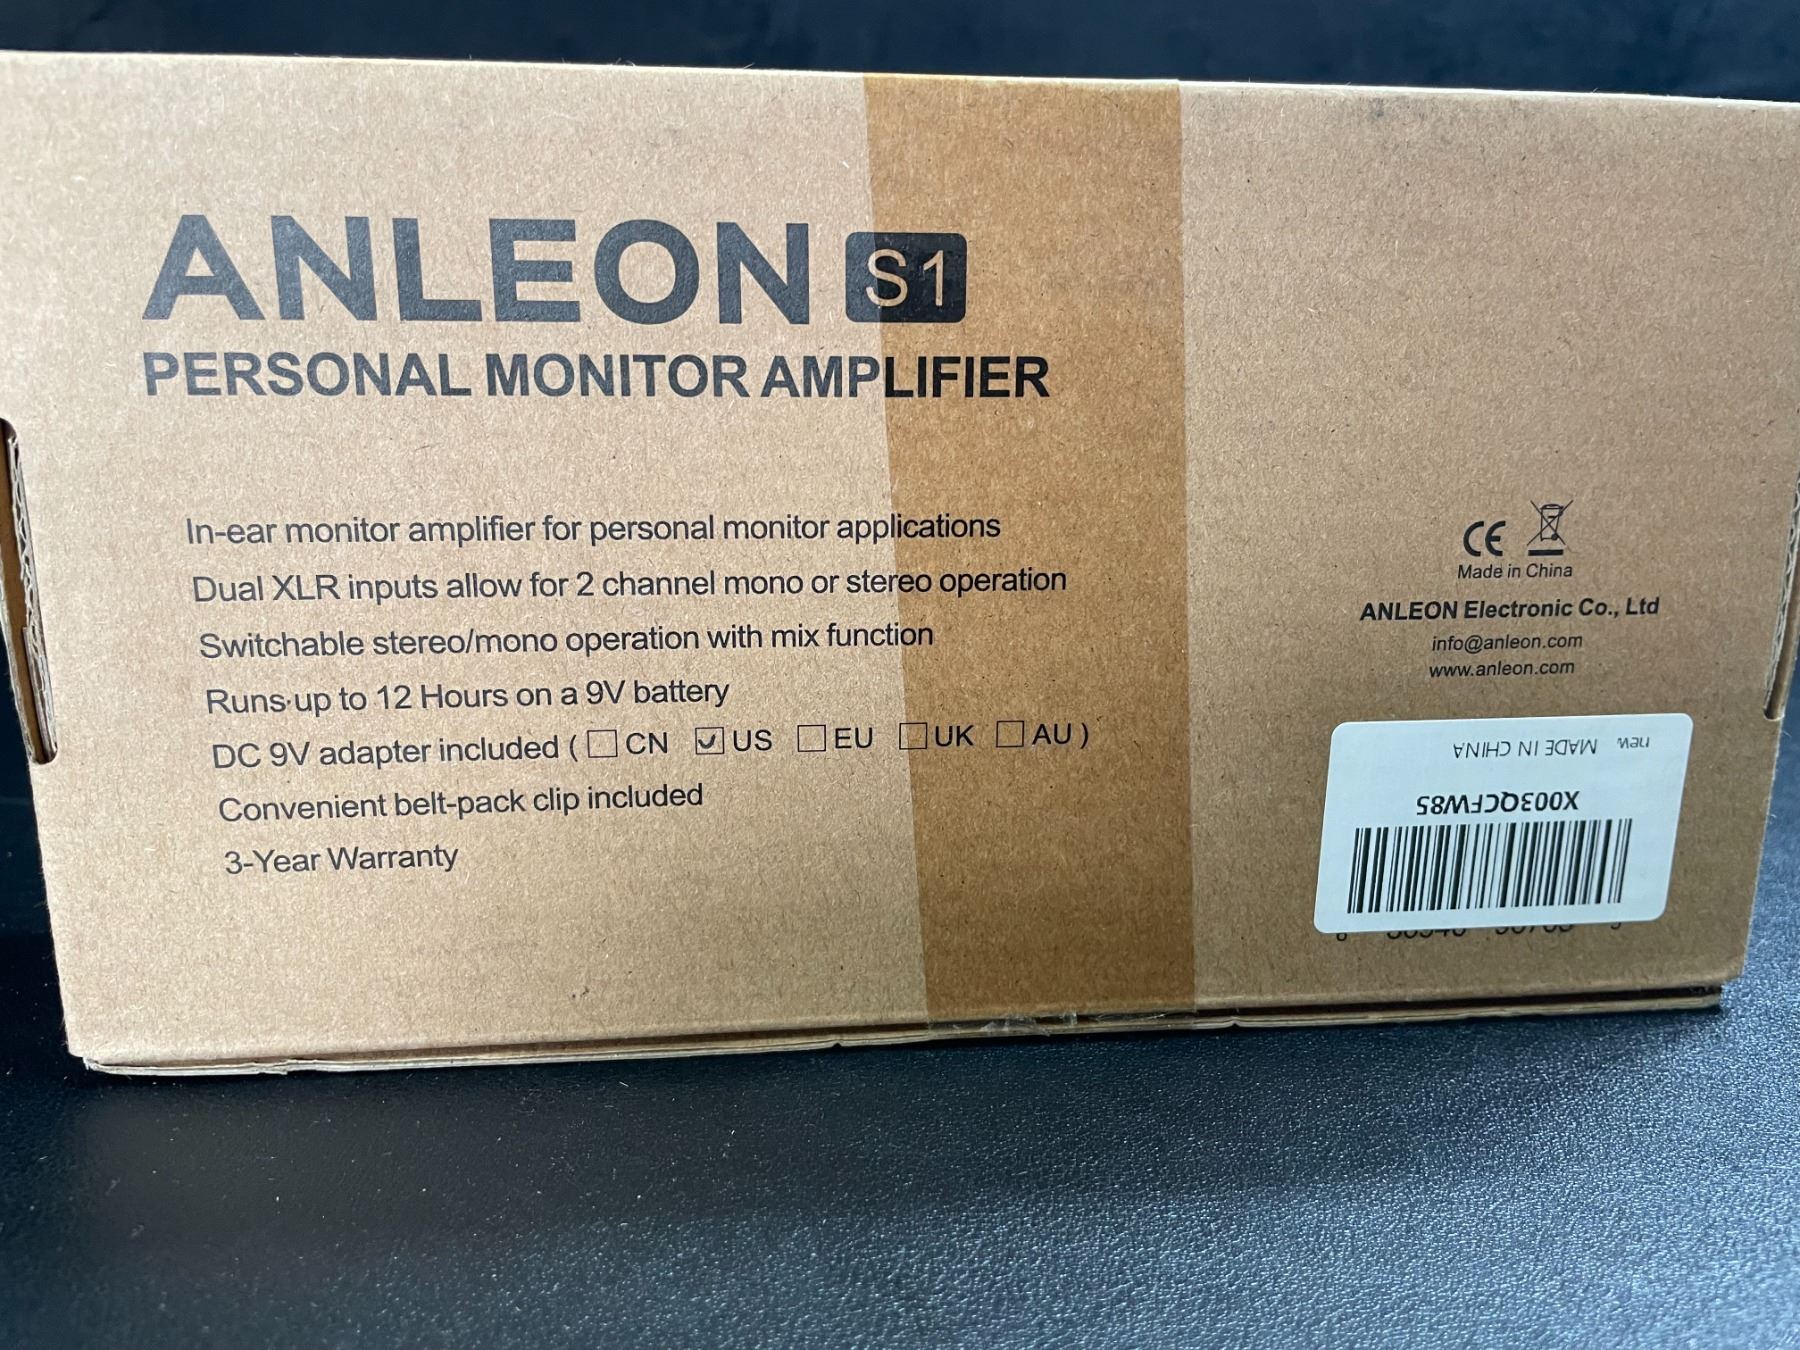 ANLEON S1
PERSONAL MONITOR AMPLIFIER
In-ear monitor amplifier for personal monitor applications
Dual XLR inputs allow for 2 channel mono or stereo operation
Switchable stereo/mono operation with mix function
Runs up to 12 Hours on a 9V battery
DC 9V adapter included ( ☐ CN ☑ US ☐ EU ☐ UK ☐ AU )
Convenient belt-pack clip included
3-Year Warranty
CE
Made in China
ANLEON Electronic Co., Ltd
info@anleon.com
www.anleon.com
X003QCFW85
new MADE IN CHINA